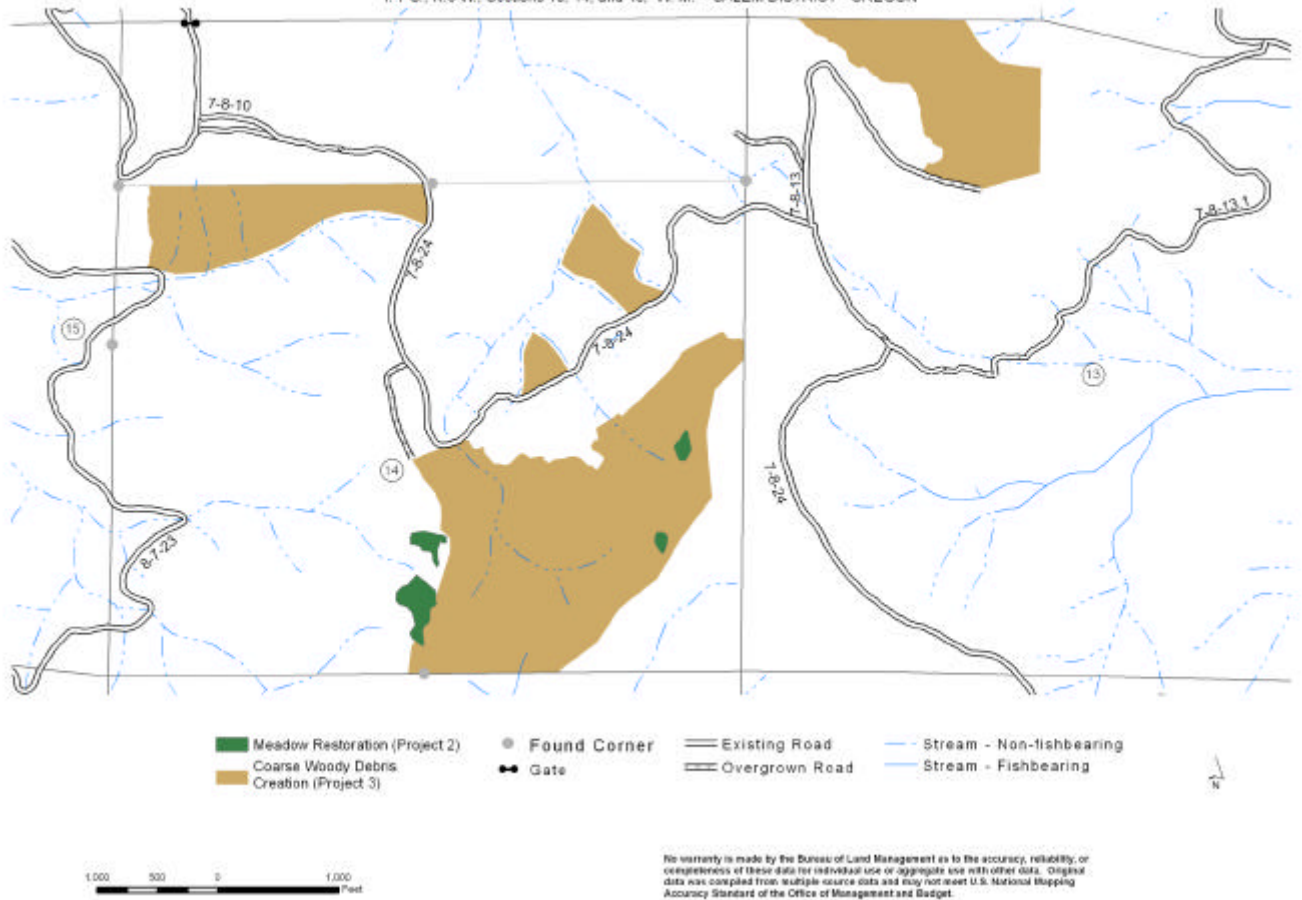 7-8-10
7-8-13
7-8-13.1
7-8-24
15
7-8-24
13
14
7-8-24
8-7-23
Meadow Restoration (Project 2)
Coarse Woody Debris
Creation (Project 3)
Found Corner
Gate
Existing Road
Overgrown Road
Stream - Non-fishbearing
Stream - Fishbearing
N
1,000 500 0 1,000
Feet
No warranty is made by the Bureau of Land Management as to the accuracy, reliability, or
completeness of these data for individual use or aggregate use with other data. Original
data was compiled from multiple source data and may not meet U.S. National Mapping
Accuracy Standard of the Office of Management and Budget.